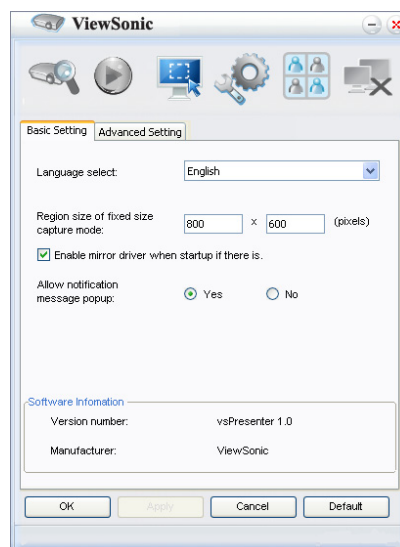 ViewSonic
Basic Setting Advanced Setting
Language select: English
Region size of fixed size
capture mode: 800 x 600 (pixels)
Enable mirror driver when startup if there is.
Allow notification
message popup: Yes No
Software Infomation
Version number: vsPresenter 1.0
Manufacturer: ViewSonic
OK Apply Cancel Default